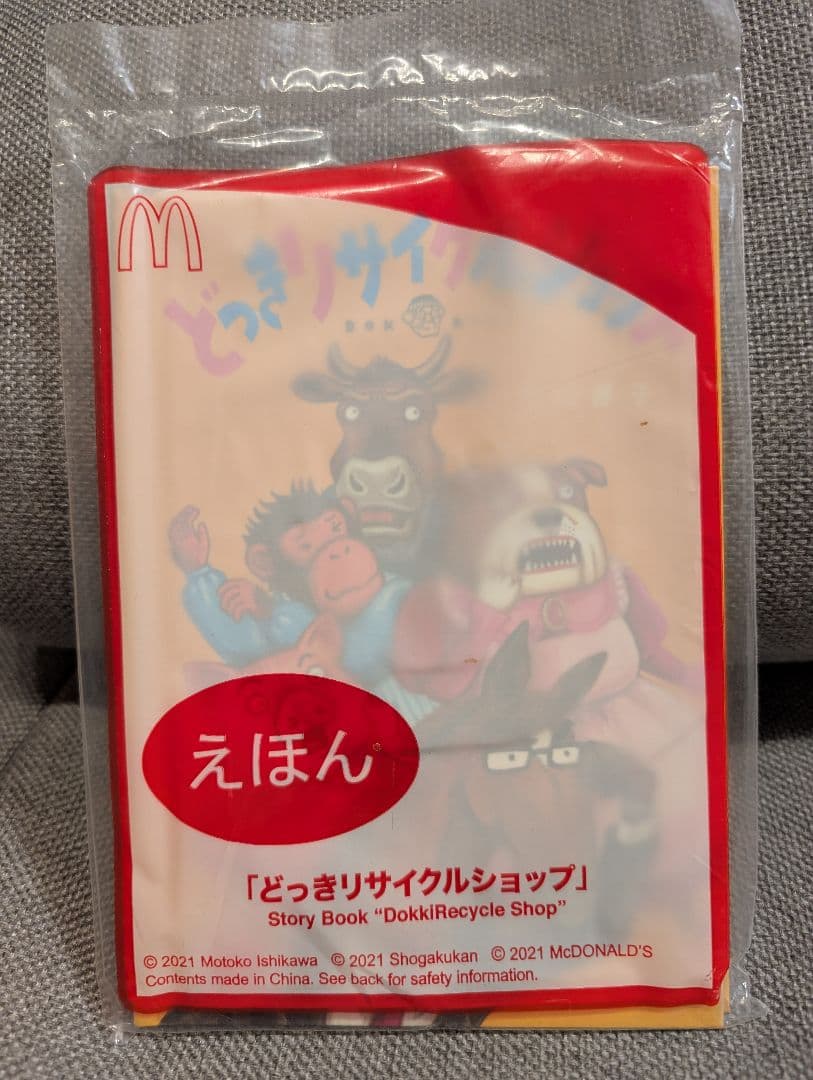 どっきリサイクルショップ
えほん
「どっきリサイクルショップ」
Story Book “DokkiRecycle Shop”
© 2021 Motoko Ishikawa © 2021 Shogakukan © 2021 McDONALD'S
Contents made in China. See back for safety information.